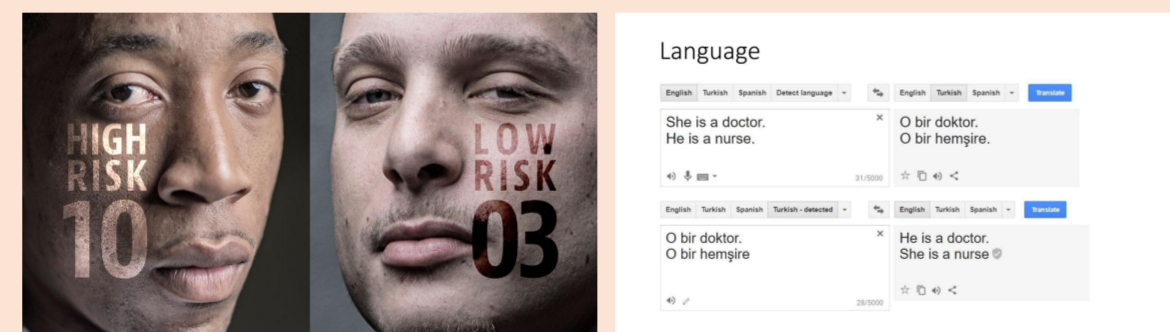 HIGH
RISK
10
LOW
RISK
03
Language
English Turkish Spanish Detect language
English Turkish Spanish
Translate
She is a doctor.
He is a nurse.
31/5000
O bir doktor.
O bir hemşire.
English Turkish Spanish Turkish - detected
English Turkish Spanish
Translate
O bir doktor.
O bir hemşire
28/5000
He is a doctor.
She is a nurse